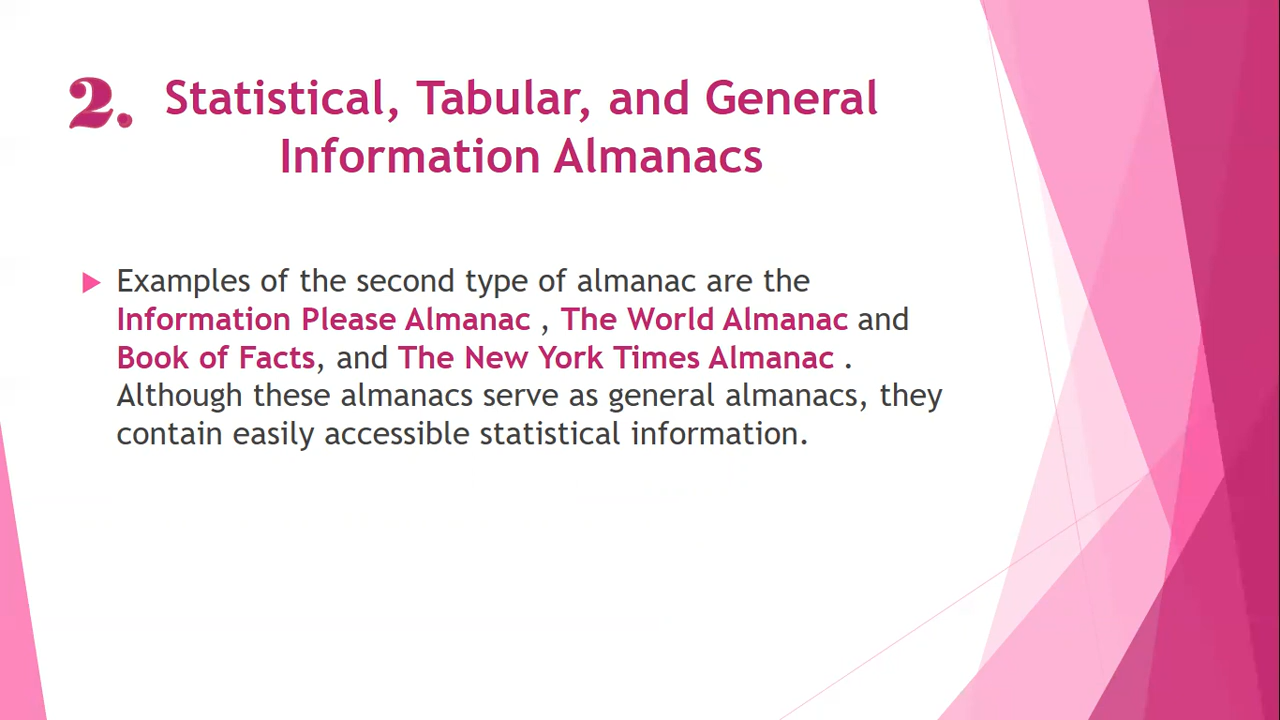 2. Statistical, Tabular, and General
Information Almanacs
Examples of the second type of almanac are the
Information Please Almanac , The World Almanac and
Book of Facts, and The New York Times Almanac .
Although these almanacs serve as general almanacs, they
contain easily accessible statistical information.